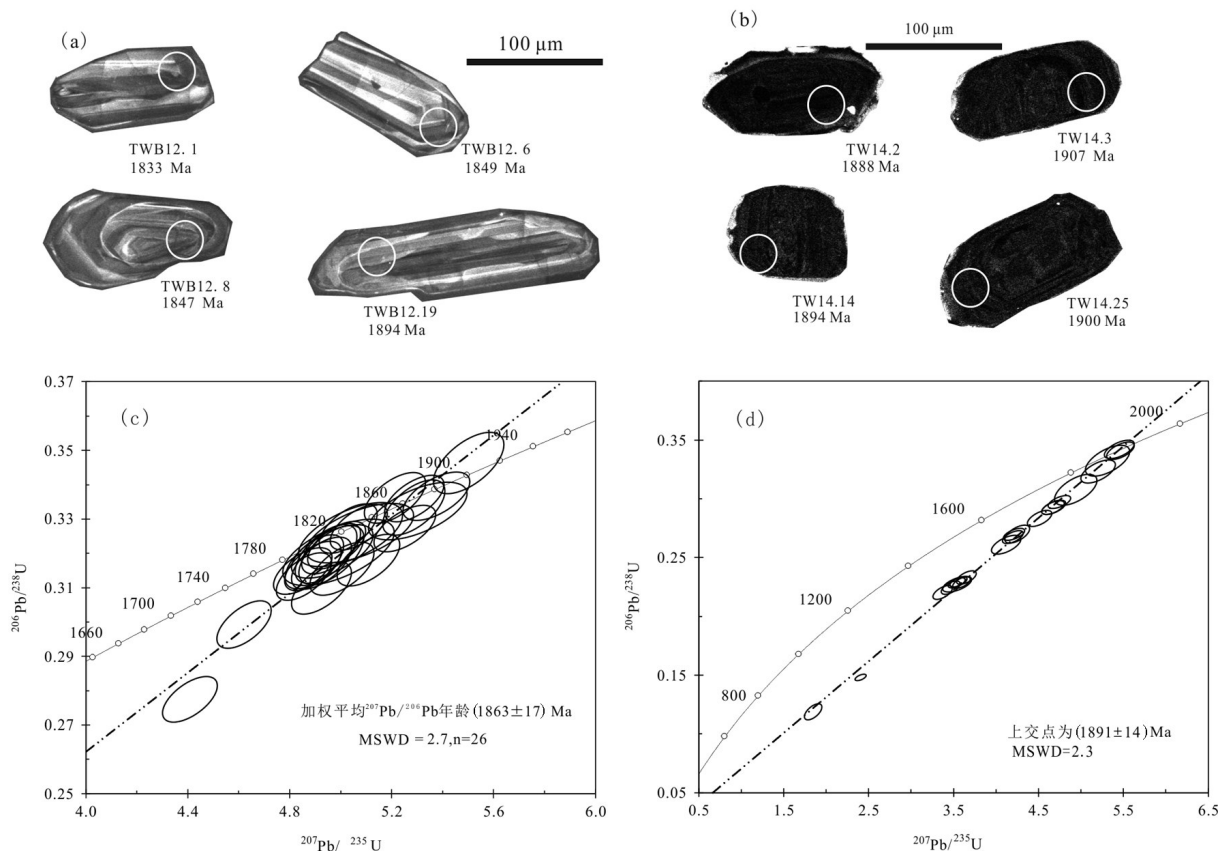 (a)
100 μm
TWB12. 1
1833 Ma
TWB12. 6
1849 Ma
TWB12. 8
1847 Ma
TWB12.19
1894 Ma
(b)
100 μm
TW14.2
1888 Ma
TW14.3
1907 Ma
TW14.14
1894 Ma
TW14.25
1900 Ma
(c)
0.37
0.35
0.33
0.31
0.29
0.27
0.25
²⁰⁶Pb/²³⁸U
1660
1700
1740
1780
1820
1860
1900
1940
加权平均²⁰⁷Pb/²⁰⁶Pb年龄(1863±17) Ma
MSWD = 2.7,n=26
4.0 4.4 4.8 5.2 5.6 6.0
²⁰⁷Pb/ ²³⁵U
(d)
0.35
0.25
0.15
0.05
²⁰⁶Pb/²³⁸U
800
1200
1600
2000
上交点为(1891±14)Ma
MSWD=2.3
0.5 1.5 2.5 3.5 4.5 5.5 6.5
²⁰⁷Pb/²³⁵U